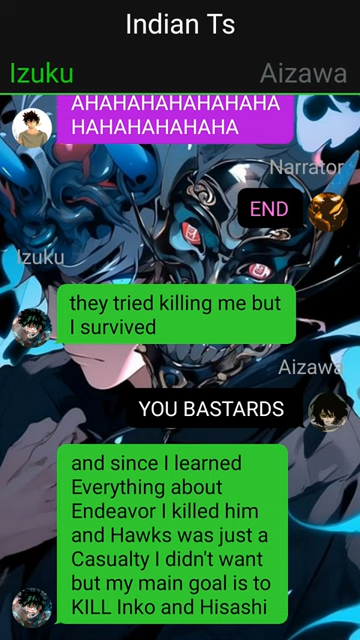 Indian Ts
Izuku Aizawa
AHAHAHAHAHAHA
HAHAHAHAHAHA
Narrator
END
Izuku
they tried killing me but
I survived
Aizawa
YOU BASTARDS
and since I learned
Everything about
Endeavor I killed him
and Hawks was just a
Casualty I didn't want
but my main goal is to
KILL Inko and Hisashi